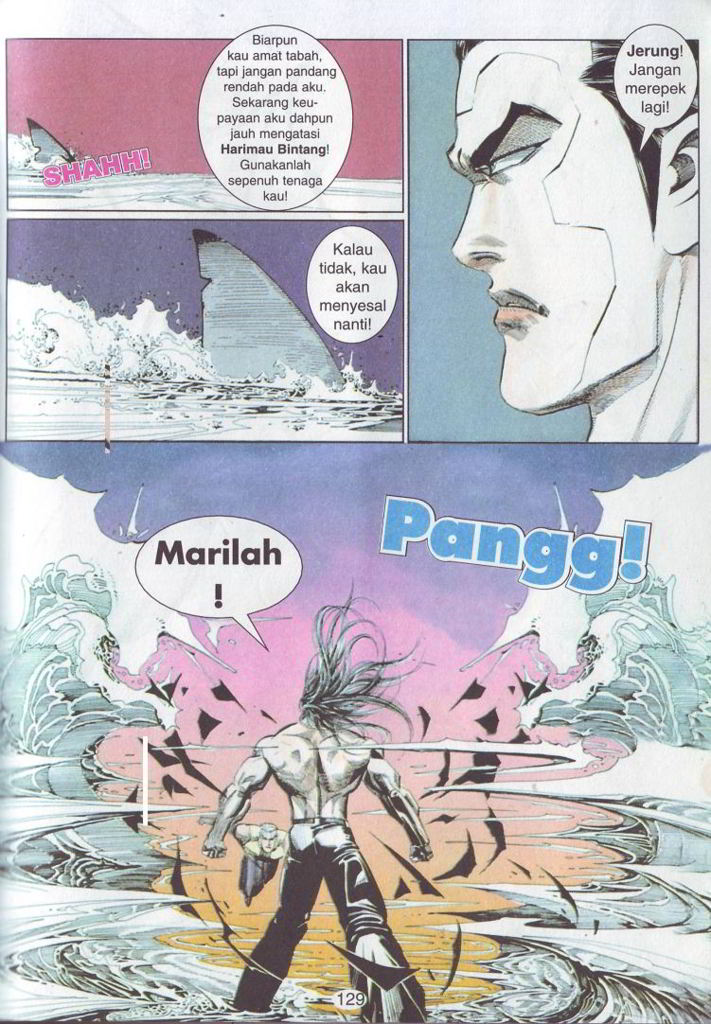 Biarpun
kau amat tabah,
tapi jangan pandang
rendah pada aku.
Sekarang keu-
payaan aku dahpun
jauh mengatasi
Harimau Bintang!
Gunakanlah
sepenuh tenaga
kau!
SHAHH!
Kalau
tidak, kau
akan
menyesal
nanti!
Jerung!
Jangan
merepek
lagi!
Marilah
!
Pangg!
129